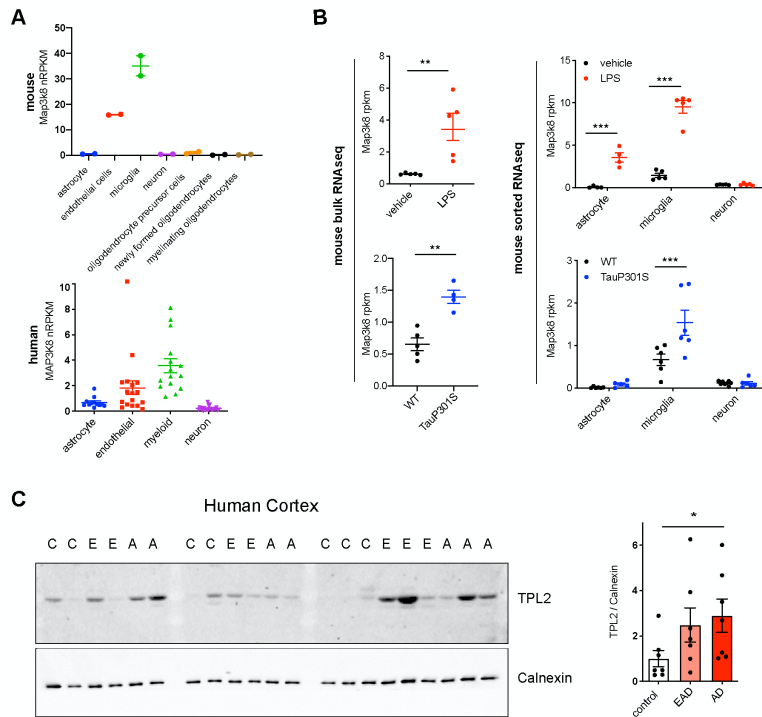 A
mouse
Map3k8 nRPKM
50
40
30
20
10
0
astrocyte
endothelial cells
microglia
neuron
oligodendrocyte precursor cells
newly formed oligodendrocytes
myelinating oligodendrocytes
human
MAP3K8 nRPKM
10
8
6
4
2
0
astrocyte
endothelial
myeloid
neuron
B
mouse bulk RNAseq
Map3k8 rpkm
8
6
4
2
0
**
vehicle
LPS
Map3k8 rpkm
2.0
1.5
1.0
0.5
0.0
**
WT
TauP301S
mouse sorted RNAseq
Map3k8 rpkm
15
10
5
0
vehicle
LPS
***
***
astrocyte
microglia
neuron
Map3k8 rpkm
3
2
1
0
WT
TauP301S
***
astrocyte
microglia
neuron
C
Human Cortex
C C E E A A C C E E A A C C C E E E A A A
TPL2
Calnexin
TPL2 / Calnexin
6
4
2
0
*
control
EAD
AD